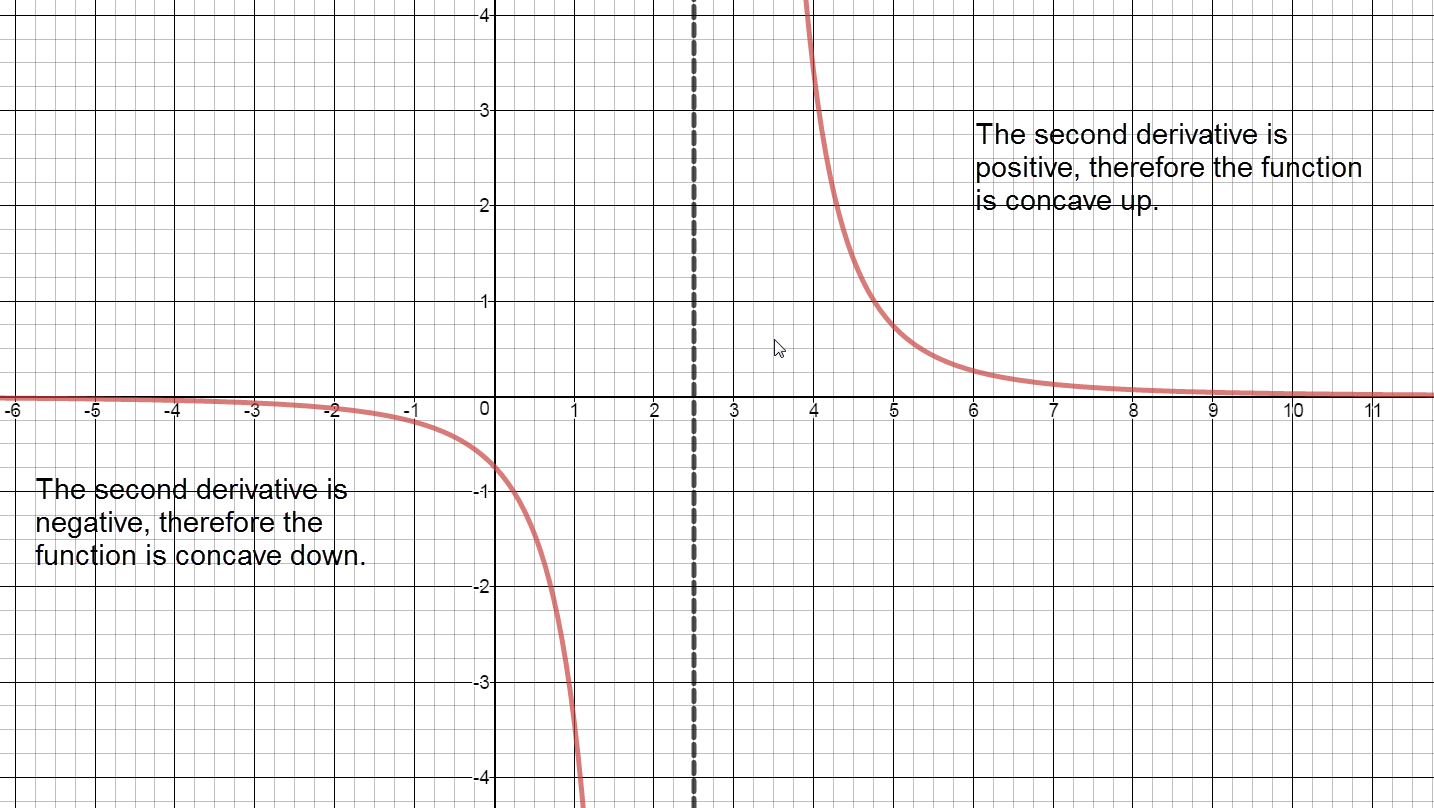 4
3
The second derivative is
positive, therefore the function
is concave up.
2
1
-6 -5 -4 -3 -2 -1 0 1 2 3 4 5 6 7 8 9 10 11
The second derivative is
negative, therefore the
function is concave down.
-1
-2
-3
-4